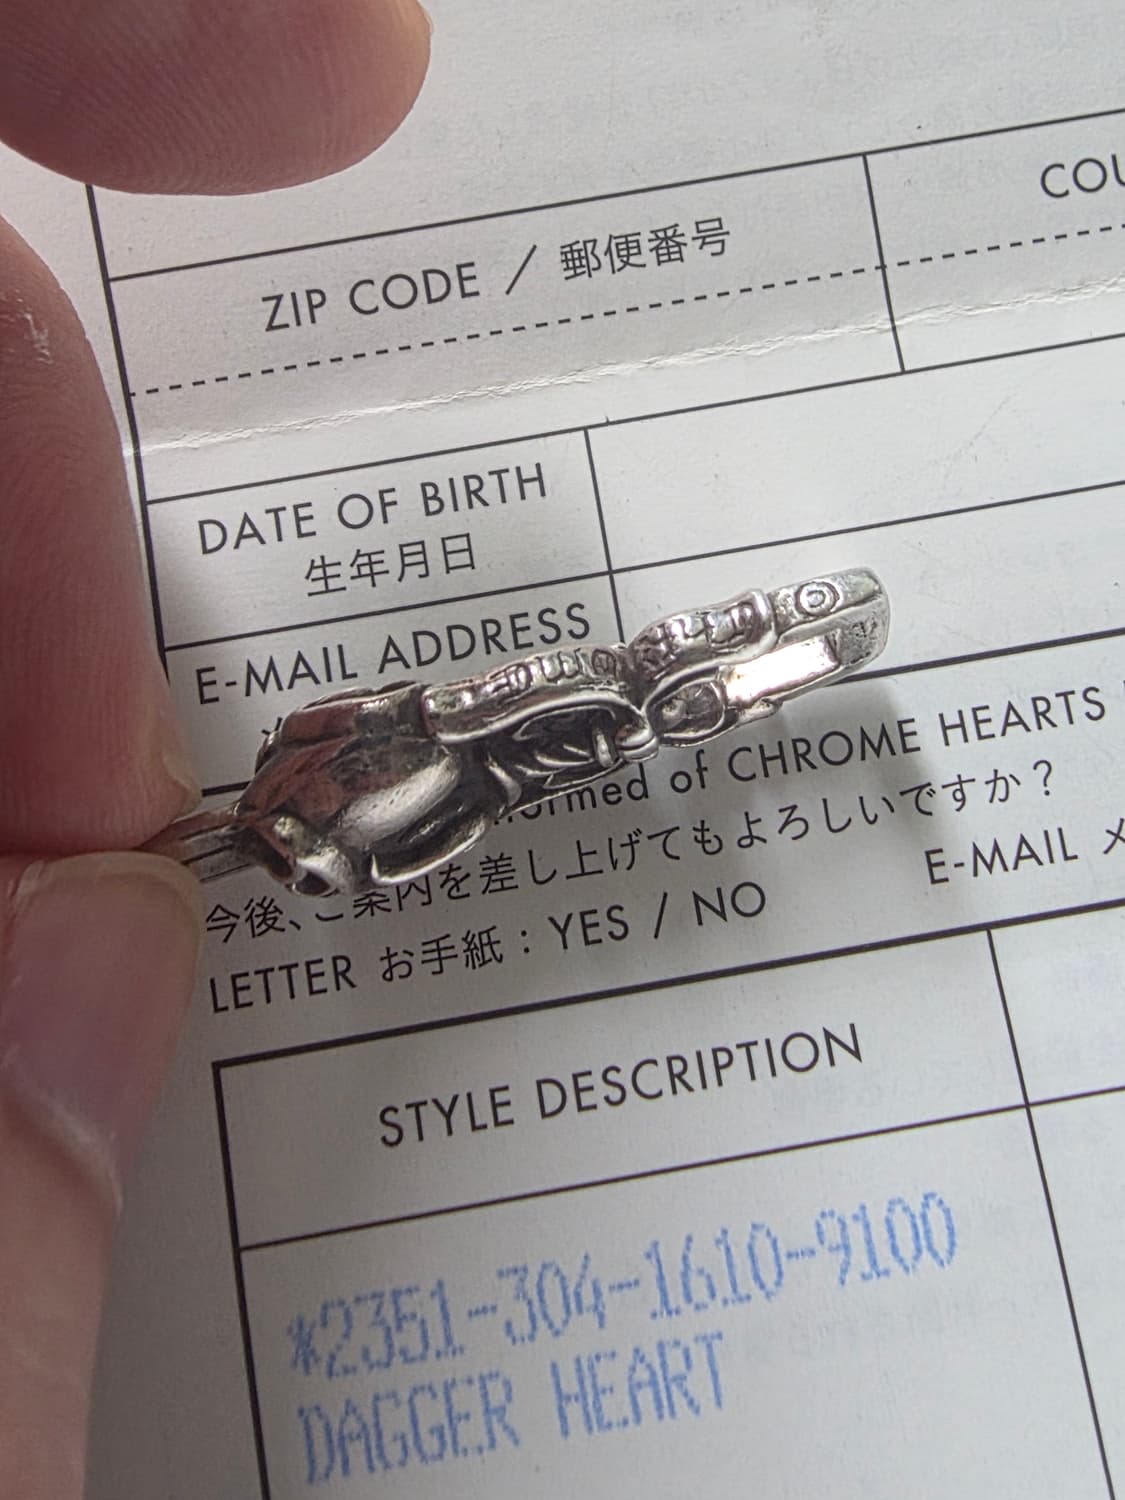 COU
ZIP CODE / 郵便番号
DATE OF BIRTH
生年月日
E-MAIL ADDRESS
of CHROME HEARTS
今後、ご案内を差し上げてもよろしいですか？
E-MAIL
LETTER お手紙 : YES / NO
STYLE DESCRIPTION
*2351-304-1610-9100
DAGGER HEART